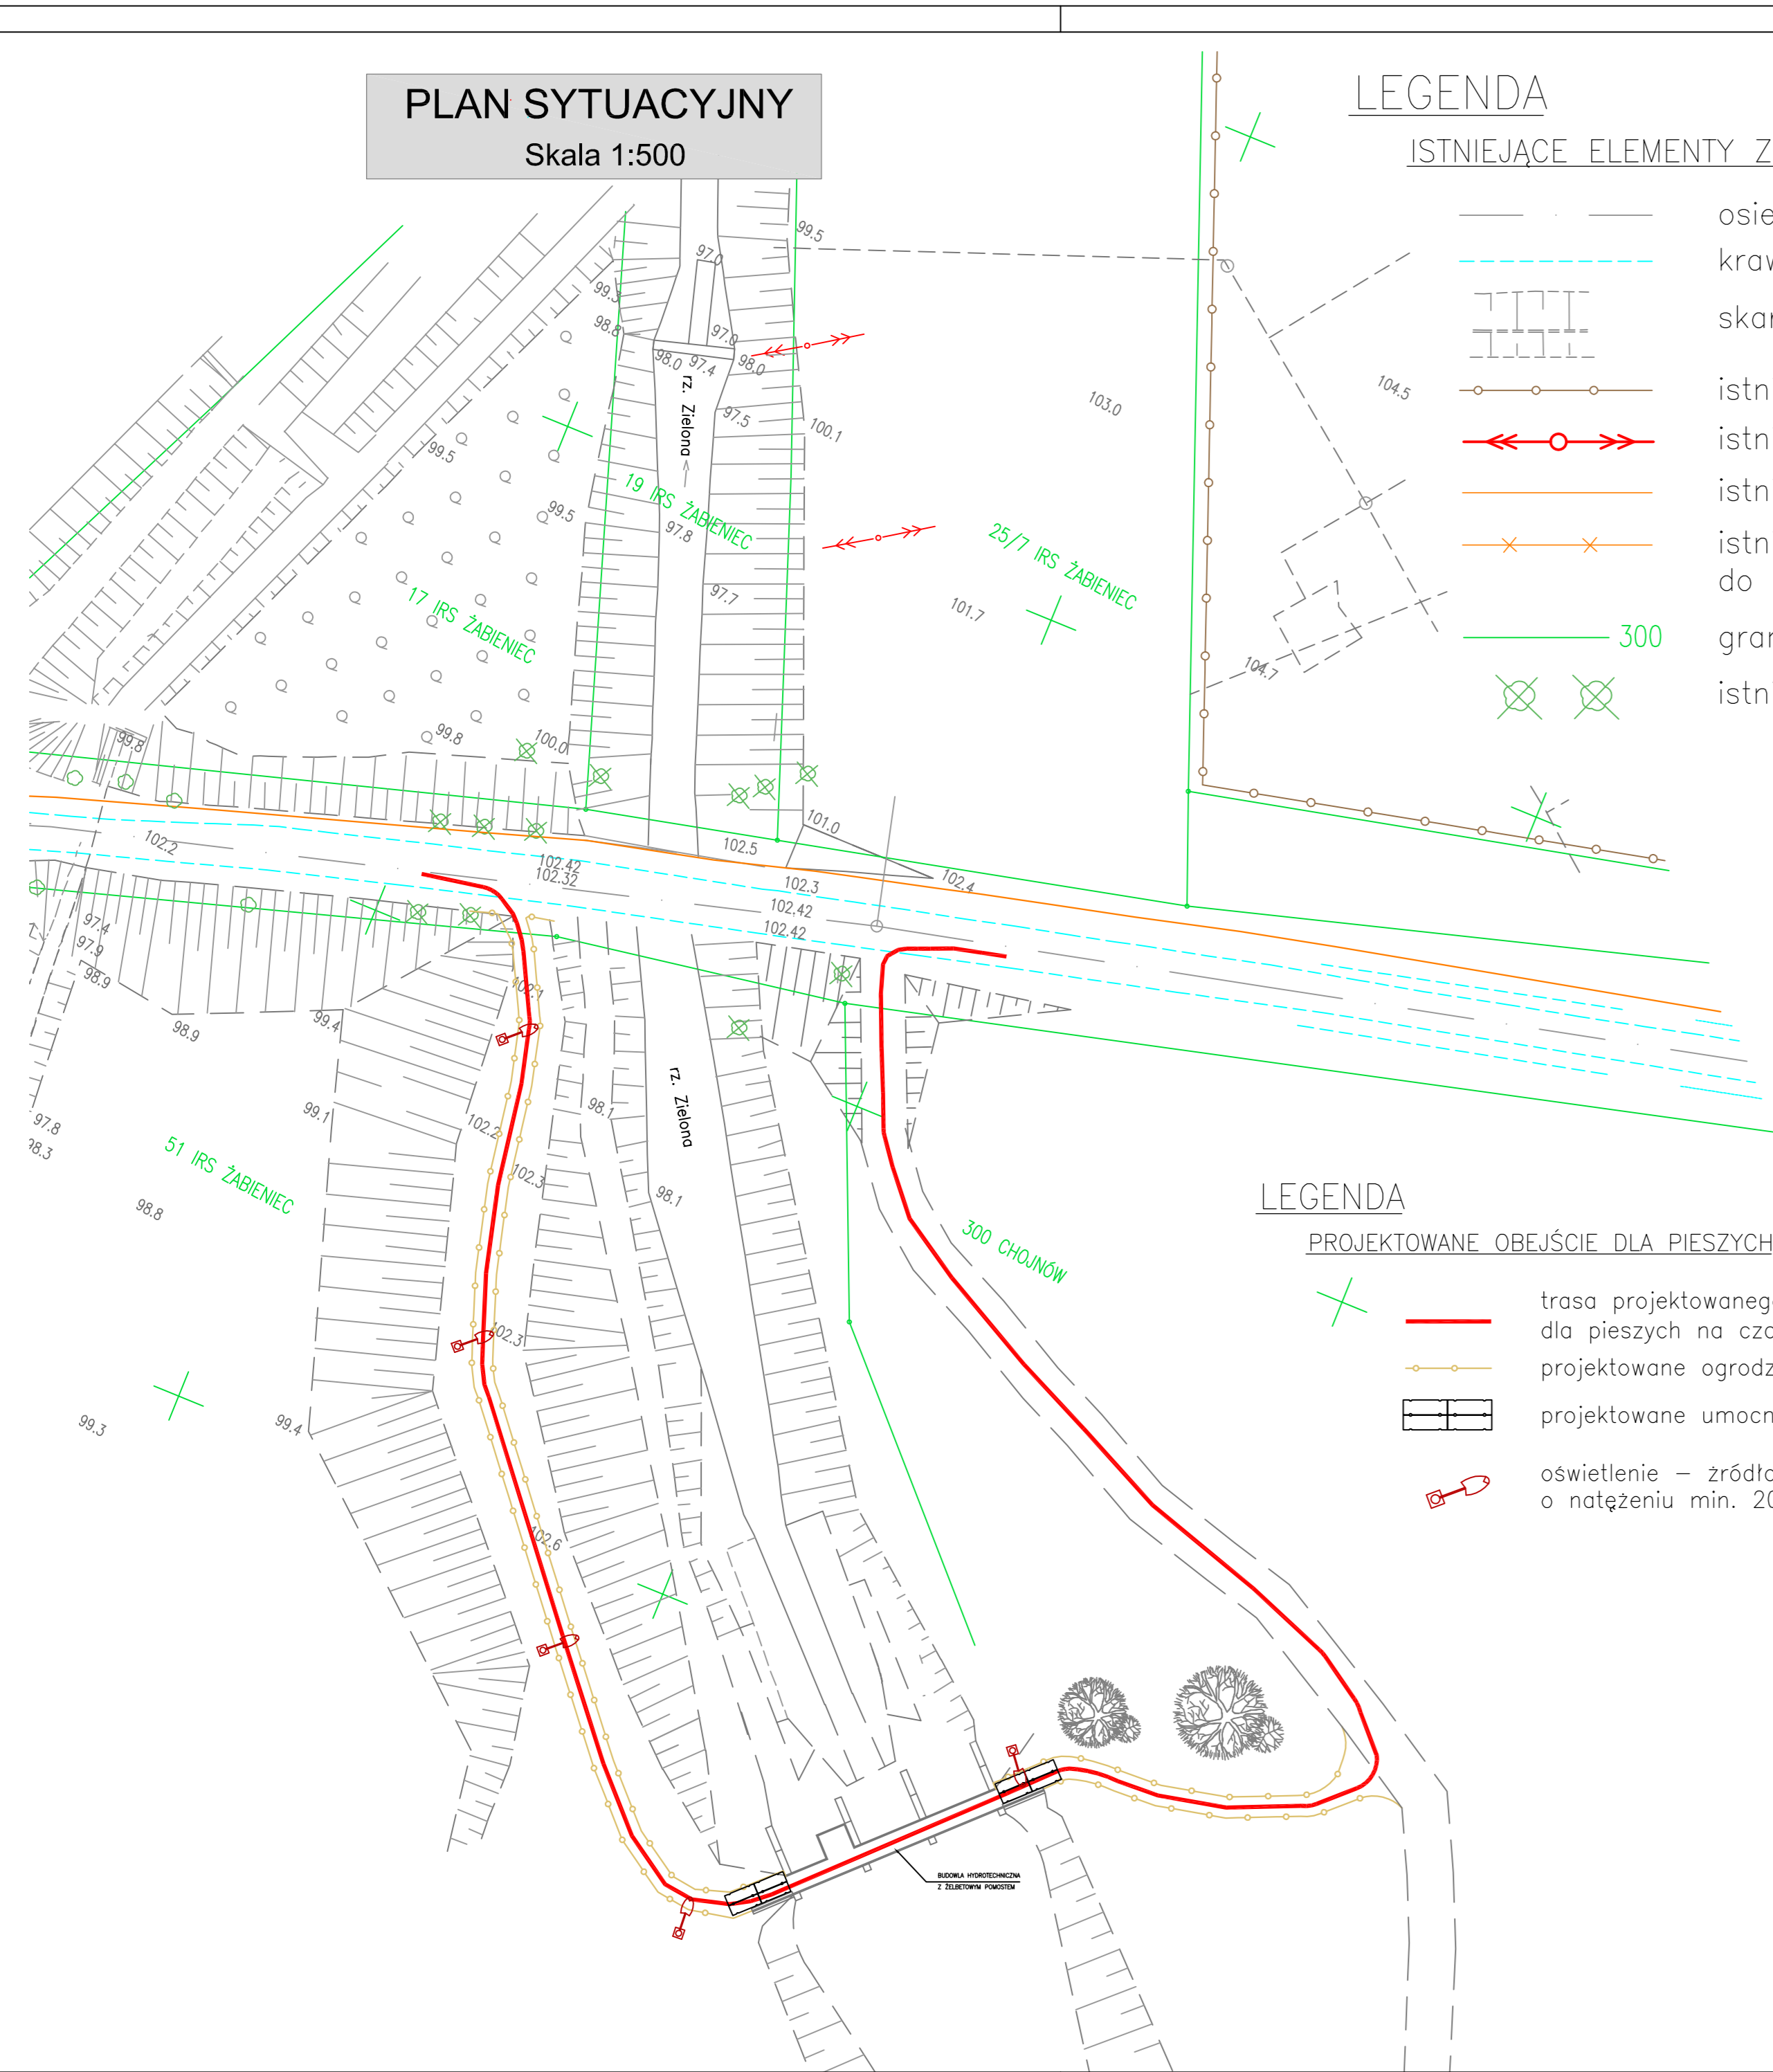 PLAN SYTUACYJNY
Skala 1:500
LEGENDA
ISTNIEJĄCE ELEMENTY Z
osie
kraw
skar
istn
istn
istn
istn
do
300
gran
istn
99.5
97.0
99.3
98.8
97.0
98.0
97.4
98.0
rz. Zielona
97.5
100.1
103.0
104.5
99.5
19 IRS ŻABIENIEC
99.5
97.8
25/7 IRS ŻABIENIEC
17 IRS ŻABIENIEC
97.7
101.7
104.7
99.8
99.8
100.0
101.0
102.2
102.5
102.42
102.32
102.3
102.4
102.42
102.42
97.4
97.9
98.9
102.1
98.9
99.4
99.1
98.1
97.8
98.3
102.2
rz. Zielona
51 IRS ŻABIENIEC
102.3
98.1
98.8
300 CHOJNÓW
LEGENDA
PROJEKTOWANE OBEJŚCIE DLA PIESZYCH
trasa projektowaneg
dla pieszych na cza
projektowane ogrodz
projektowane umocn
oświetlenie – źródło
o natężeniu min. 20
102.3
99.3
99.4
102.6
BUDOWLA HYDROTECHNICZNA
Z ŻELBETOWYM POMOSTEM